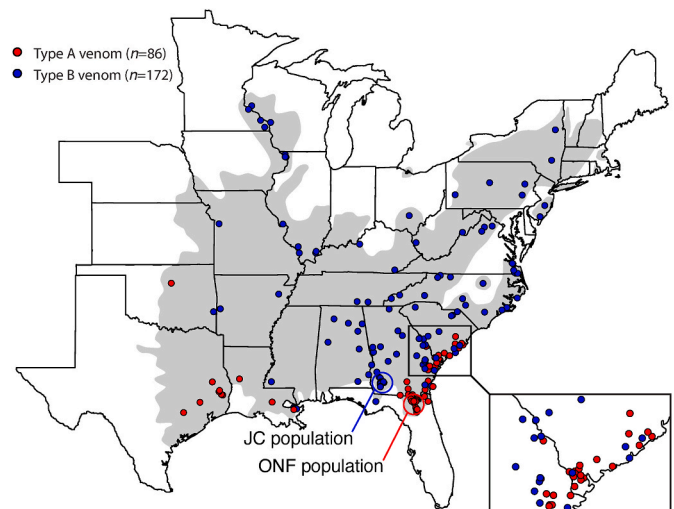 Type A venom (n=86)
Type B venom (n=172)
JC population
ONF population